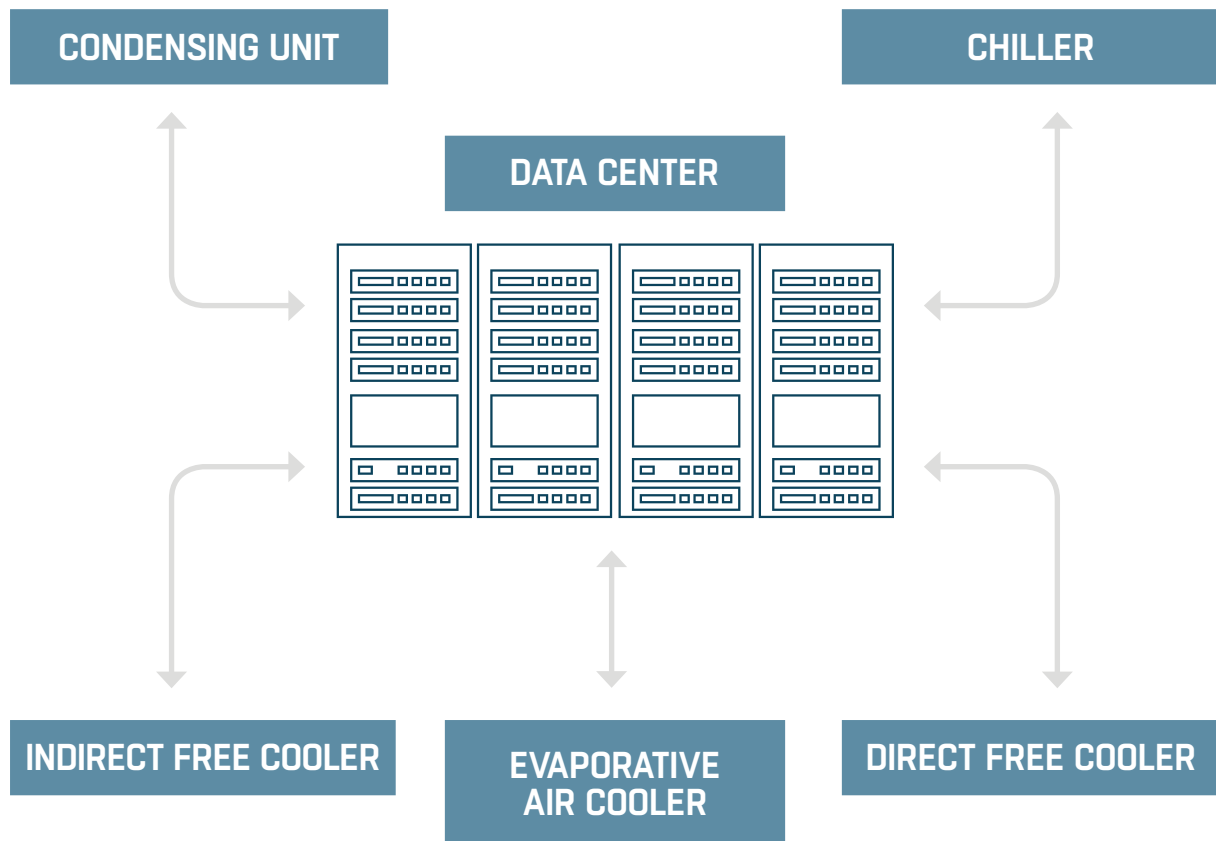 CONDENSING UNIT
CHILLER
DATA CENTER
INDIRECT FREE COOLER
EVAPORATIVE
AIR COOLER
DIRECT FREE COOLER